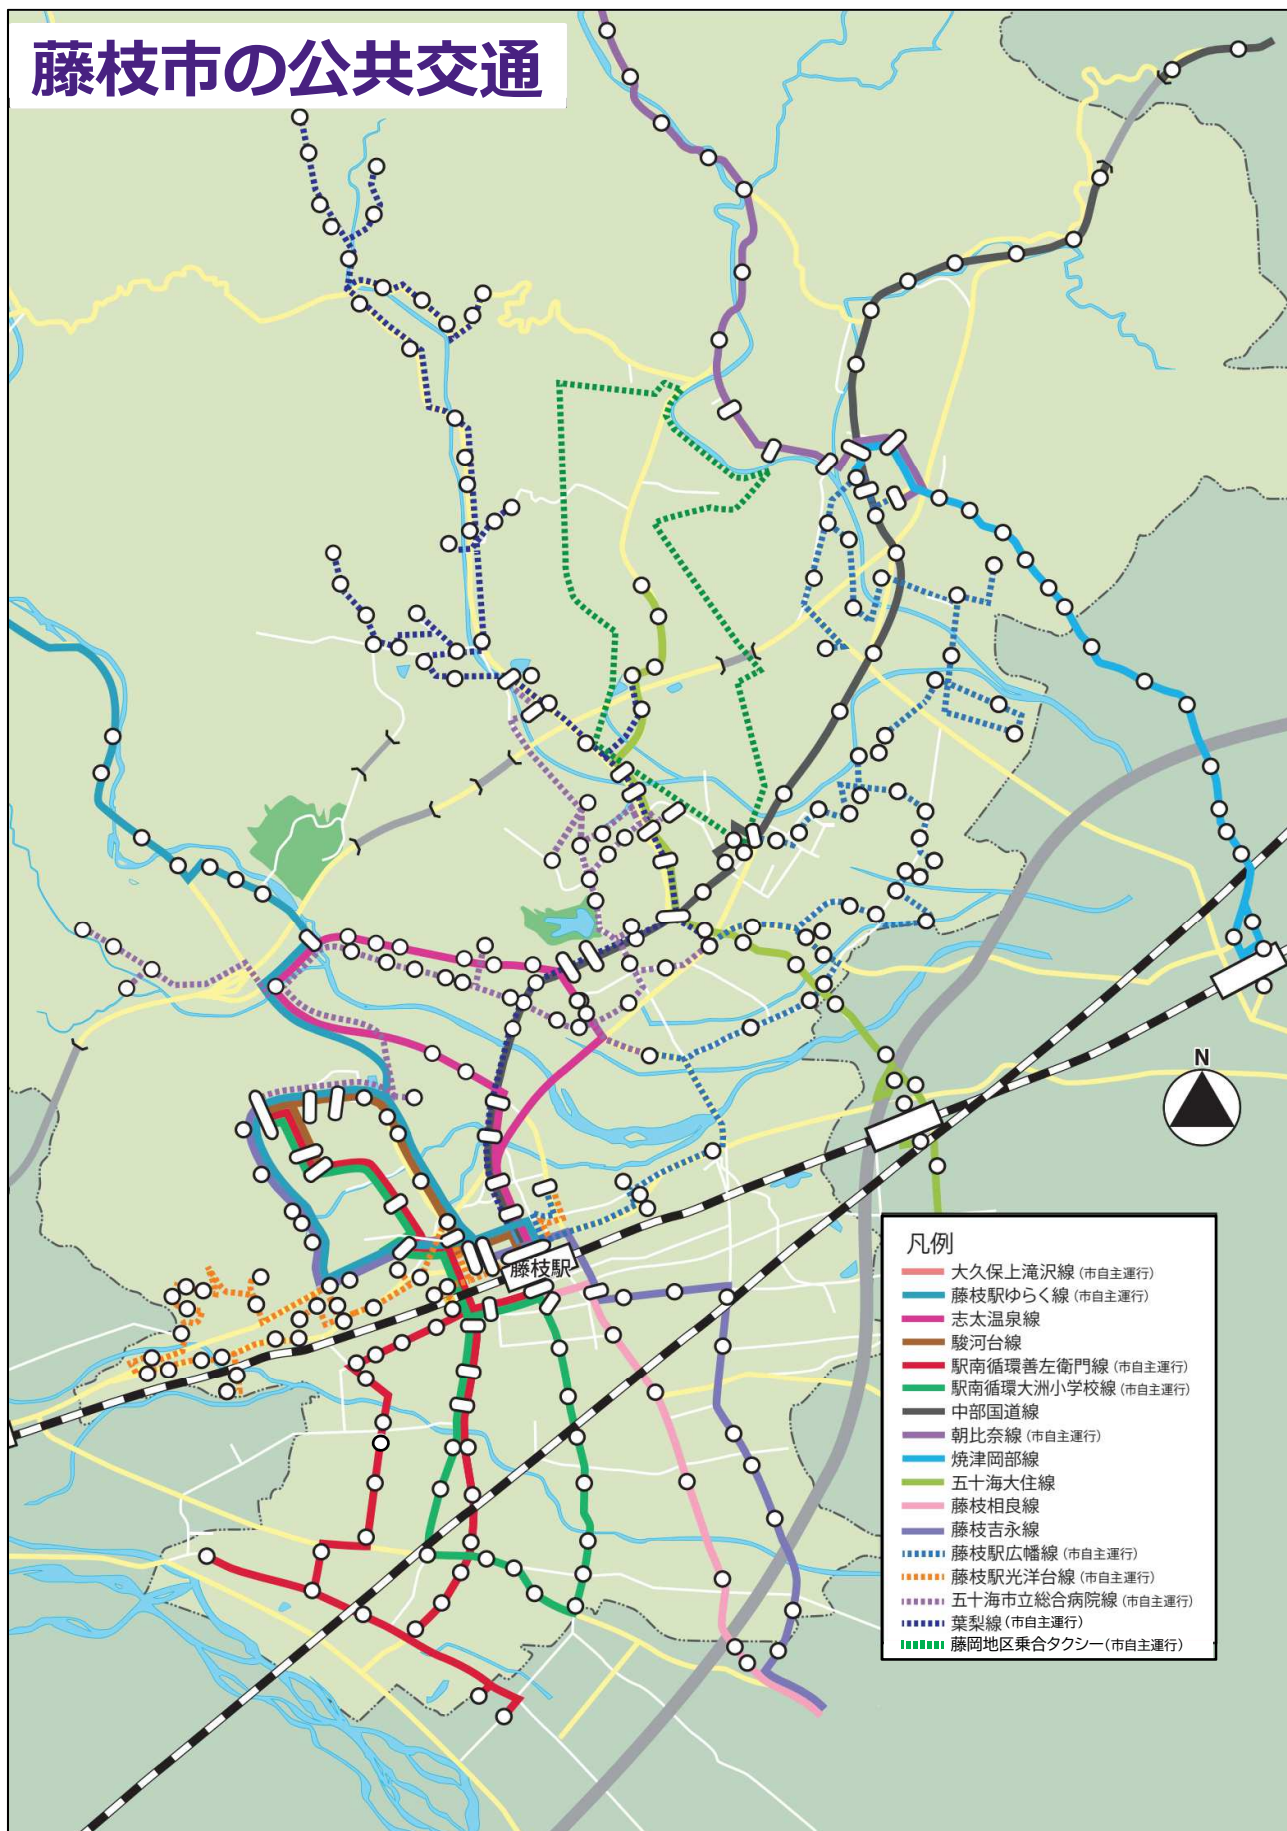 藤枝市の公共交通
N
藤枝駅
凡例
大久保上滝沢線(市自主運行)
藤枝駅ゆらく線(市自主運行)
志太温泉線
駿河台線
駅南循環善左衛門線(市自主運行)
駅南循環大洲小学校線(市自主運行)
中部国道線
朝比奈線(市自主運行)
焼津岡部線
五十海大住線
藤枝相良線
藤枝吉永線
藤枝駅広幡線(市自主運行)
藤枝駅光洋台線(市自主運行)
五十海市立総合病院線(市自主運行)
葉梨線(市自主運行)
藤岡地区乗合タクシー(市自主運行)